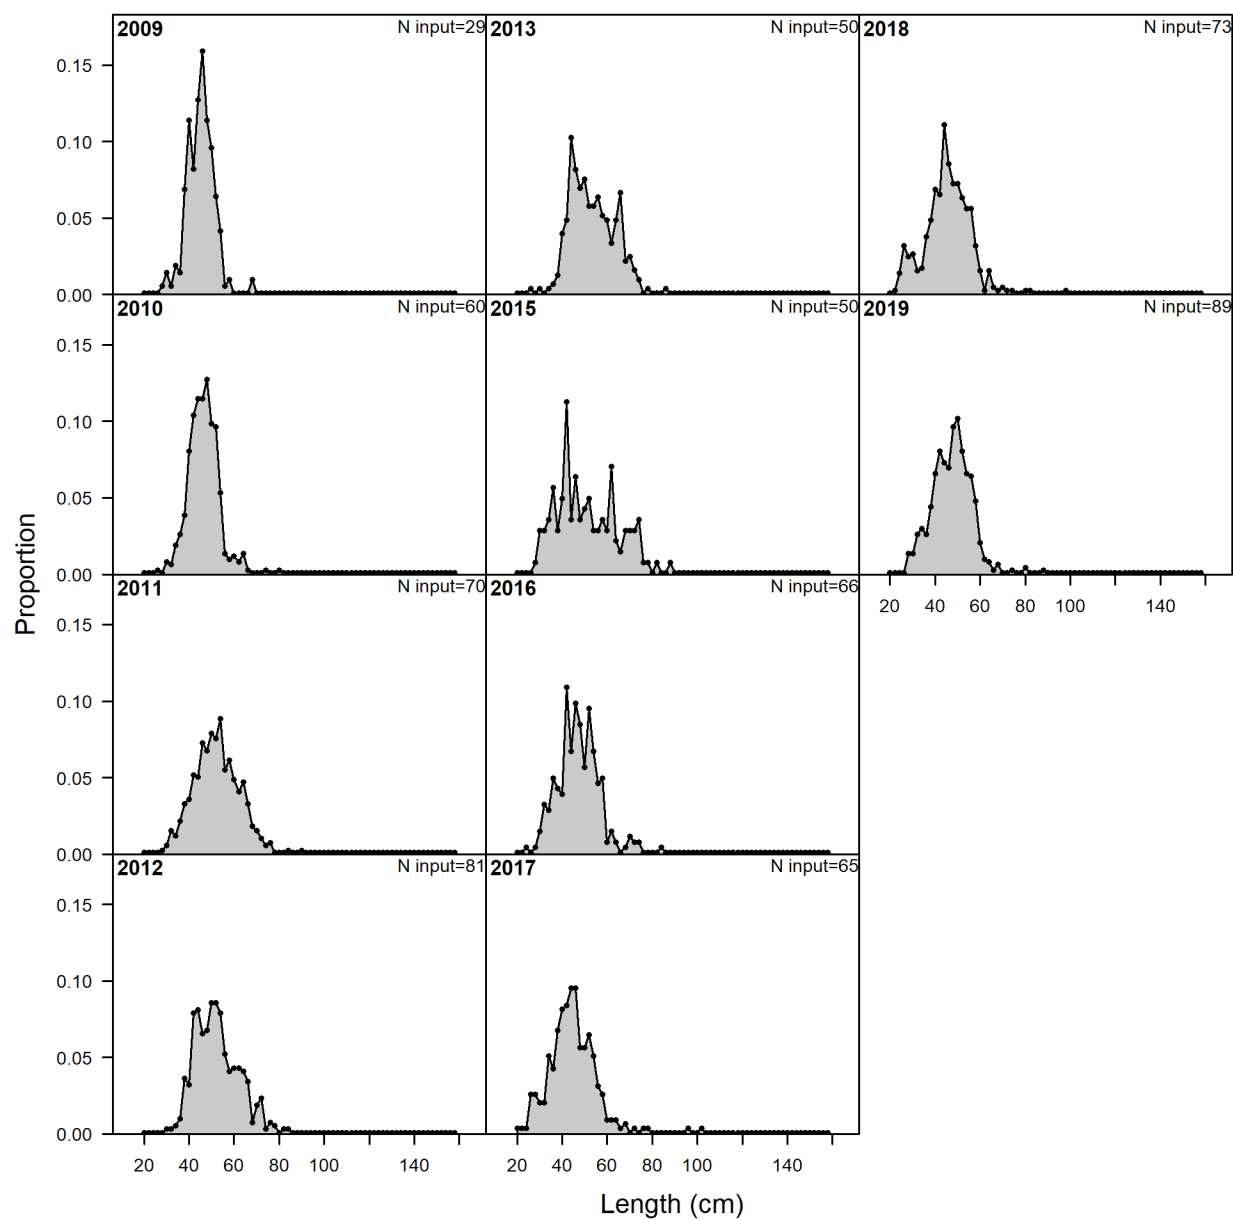 2009 N input=29 2013 N input=50 2018 N input=73
0.15
0.10
0.05
0.00
2010 N input=60 2015 N input=50 2019 N input=89
0.15
0.10
0.05
0.00
20 40 60 80 100 140
2011 N input=70 2016 N input=66
0.15
0.10
0.05
0.00
2012 N input=81 2017 N input=65
0.15
0.10
0.05
0.00
20 40 60 80 100 140 20 40 60 80 100 140
Proportion
Length (cm)